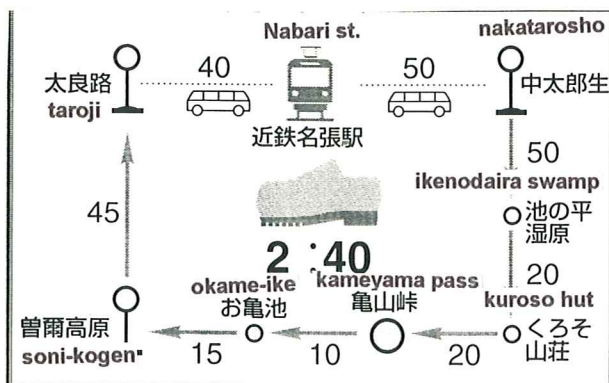 Nabari st.
nakatarosho
太良路
taroji
40
50
中太郎生
近鉄名張駅
50
ikenodaira swamp
池の平
湿原
45
2:40
20
okame-ike
お亀池
kameyama pass
亀山峠
kuroso hut
くろそ
山荘
曽爾高原
soni-kogen
15
10
20